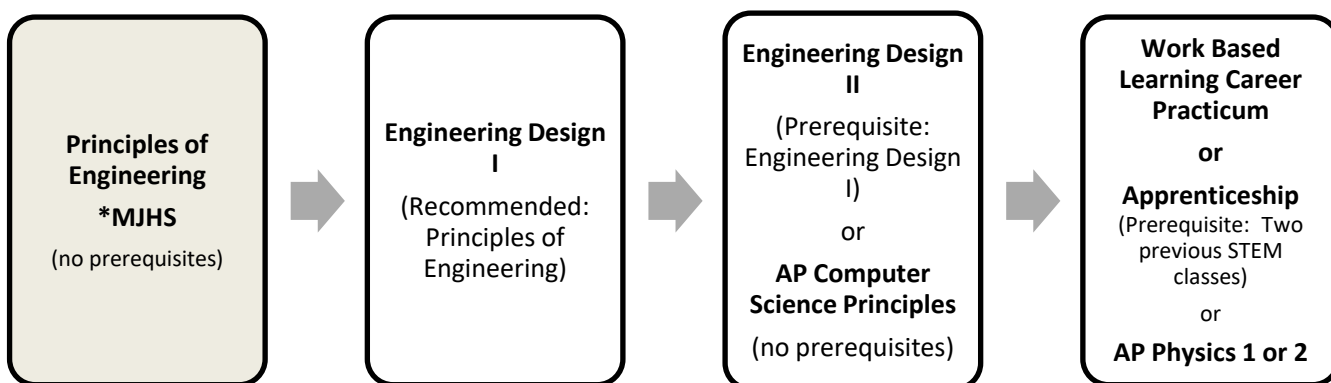 Principles of
Engineering
*MJHS
(no prerequisites)
Engineering Design
I
(Recommended:
Principles of
Engineering)
Engineering Design
II
(Prerequisite:
Engineering Design
I)
or
AP Computer
Science Principles
(no prerequisites)
Work Based
Learning Career
Practicum
or
Apprenticeship
(Prerequisite: Two
previous STEM
classes)
or
AP Physics 1 or 2